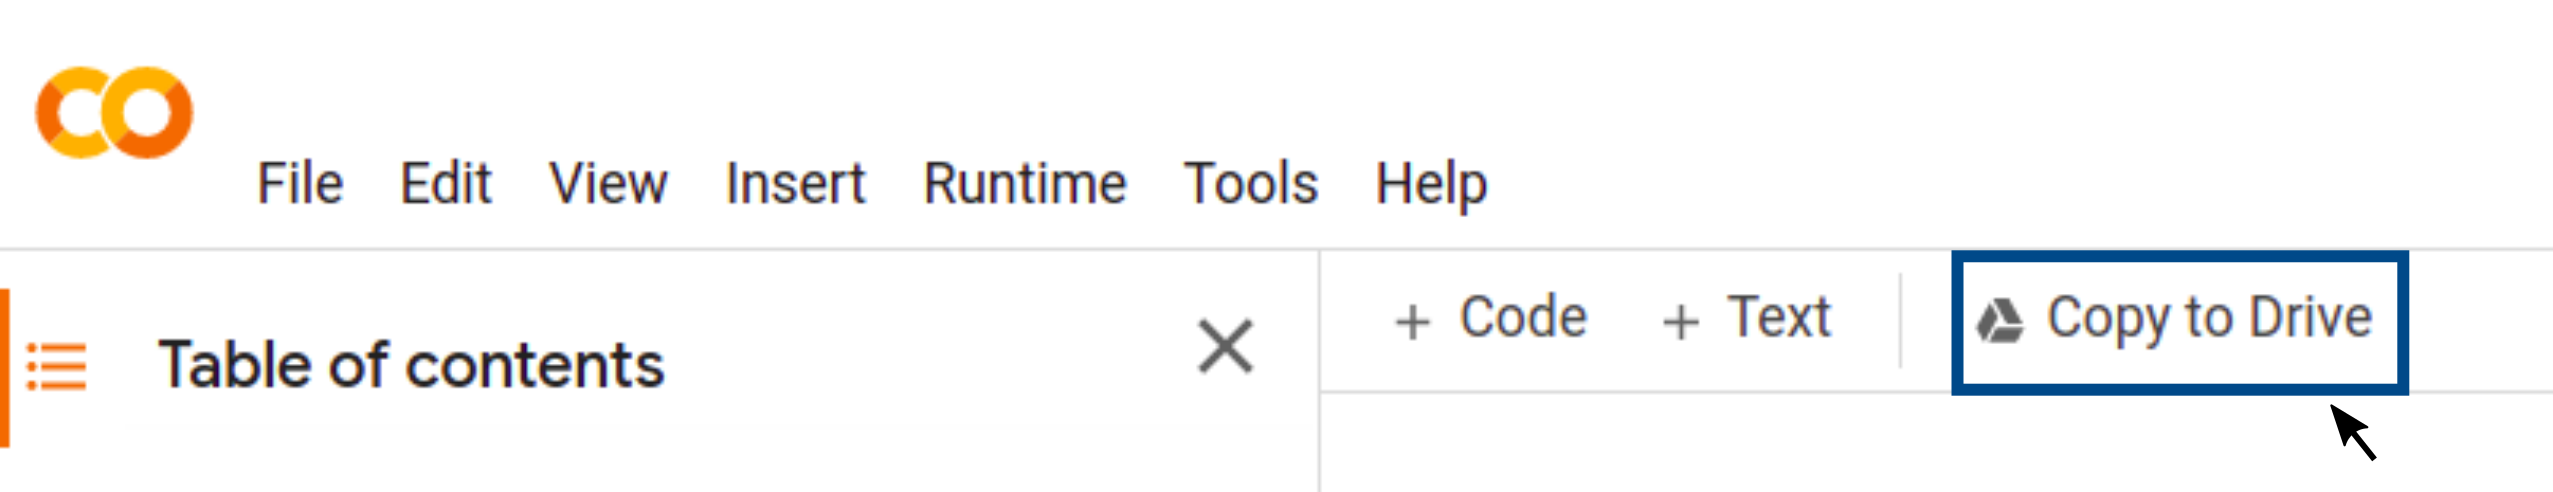 CO
File Edit View Insert Runtime Tools Help
Table of contents
+ Code + Text Copy to Drive